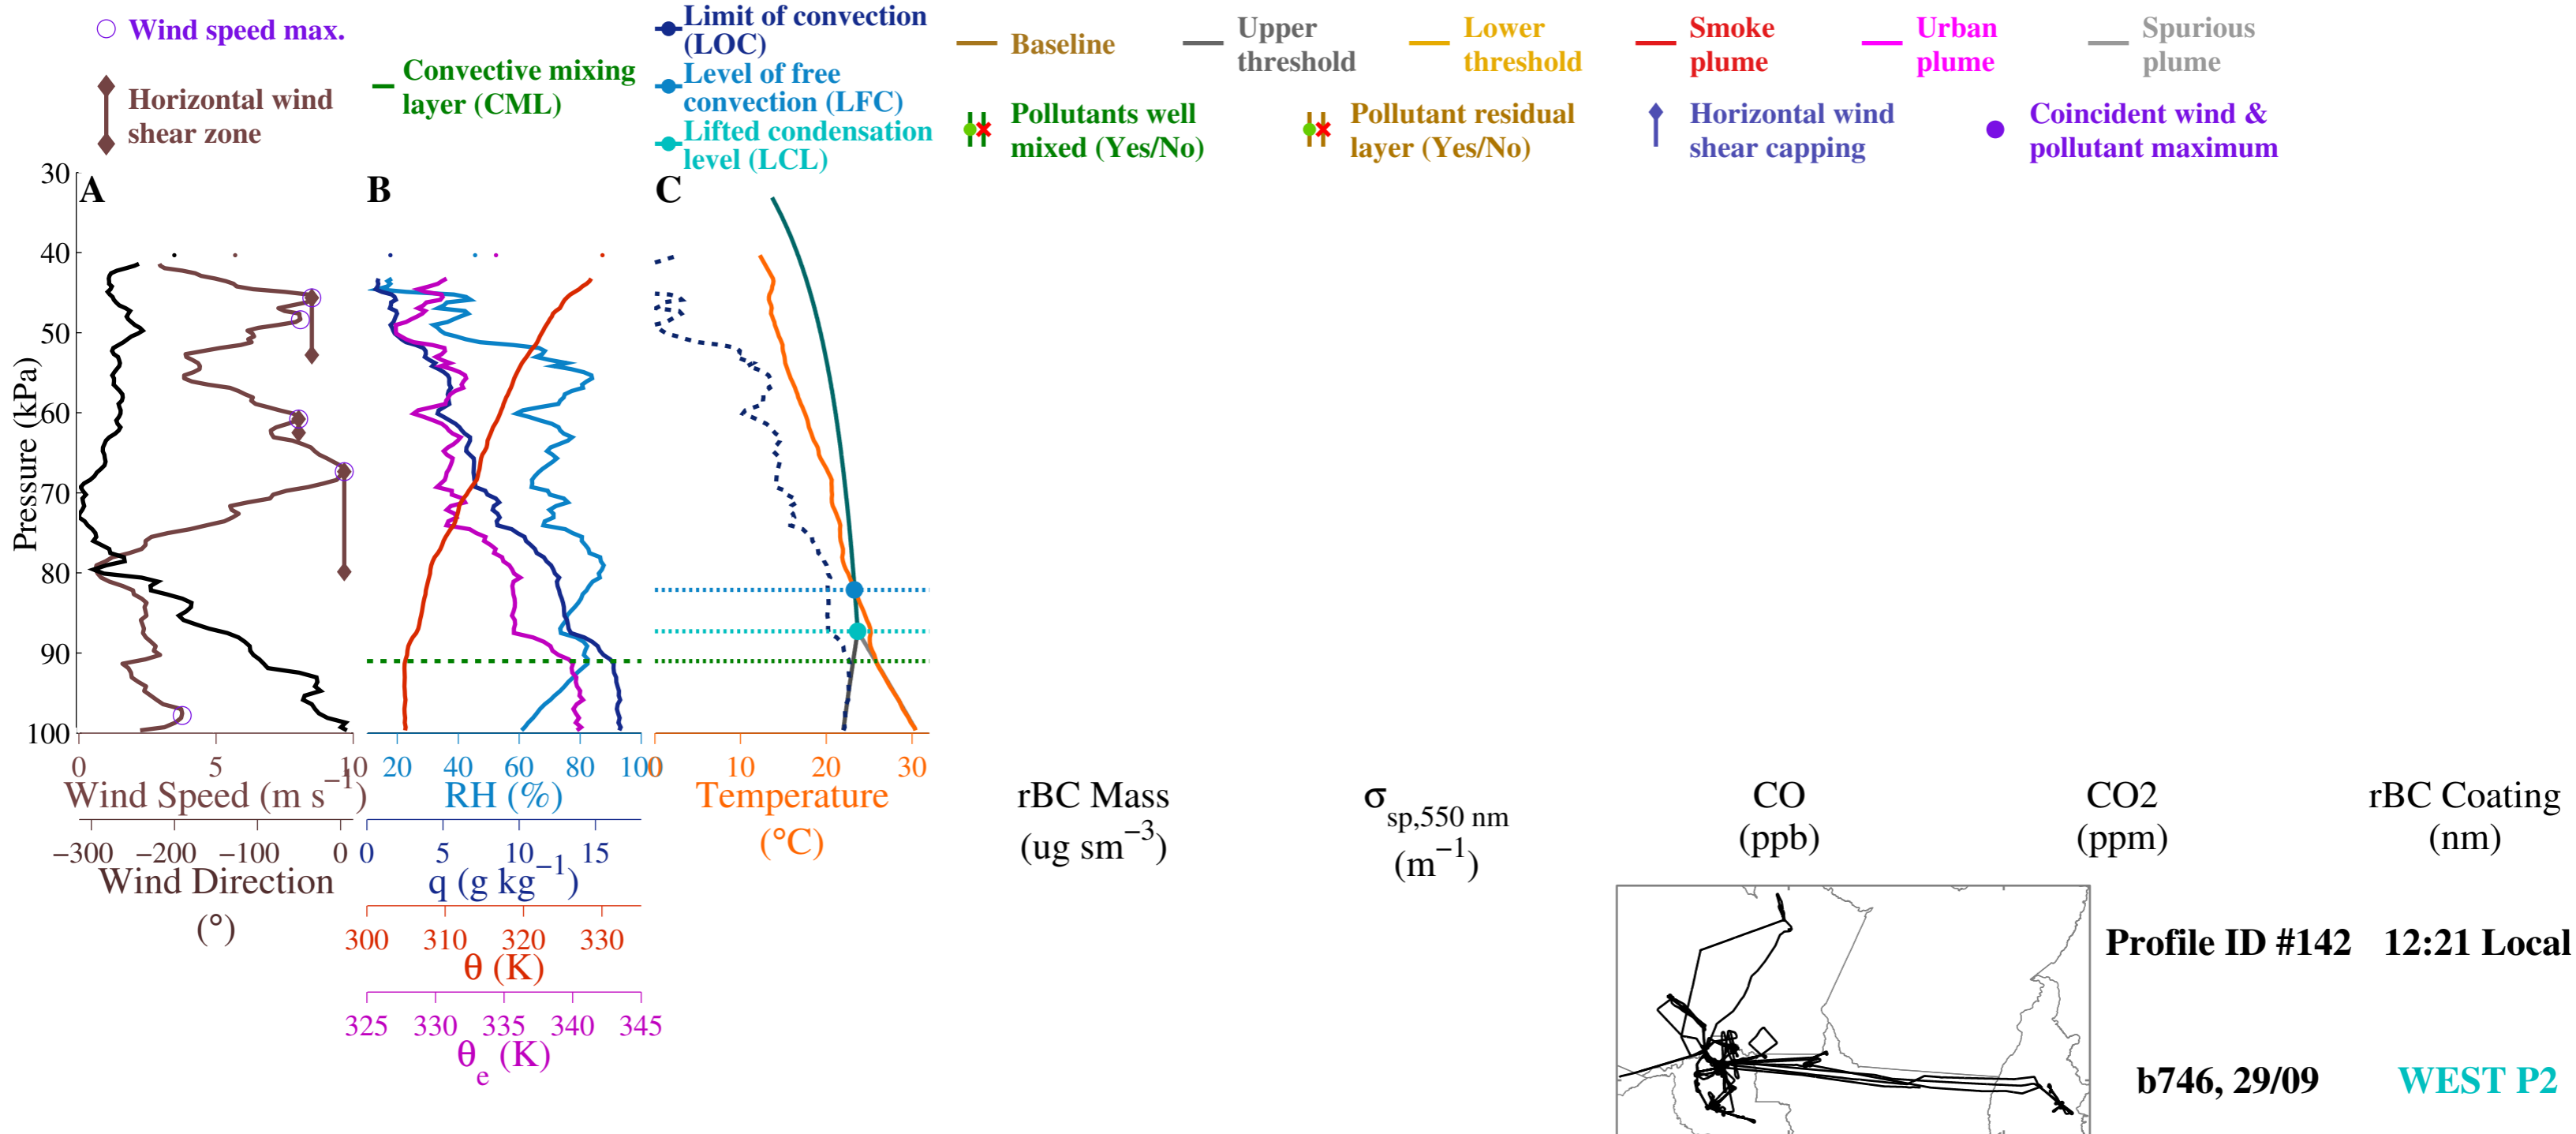 Wind speed max.
Horizontal wind
shear zone
Convective mixing
layer (CML)
Limit of convection
(LOC)
Level of free
convection (LFC)
Lifted condensation
level (LCL)
Baseline
Upper
threshold
Lower
threshold
Smoke
plume
Urban
plume
Spurious
plume
Pollutants well
mixed (Yes/No)
Pollutant residual
layer (Yes/No)
Horizontal wind
shear capping
Coincident wind &
pollutant maximum
A
B
C
30
40
50
60
70
80
90
100
Pressure (kPa)
0 5 10
Wind Speed (m s−1)
−300 −200 −100 0
Wind Direction
(°)
20 40 60 80 100
RH (%)
0 5 10 15
q (g kg−1)
300 310 320 330
θ (K)
325 330 335 340 345
θe (K)
0 10 20 30
Temperature
(°C)
rBC Mass
(ug sm−3)
σsp,550 nm
(m−1)
CO
(ppb)
CO2
(ppm)
rBC Coating
(nm)
Profile ID #142 12:21 Local
b746, 29/09 WEST P2